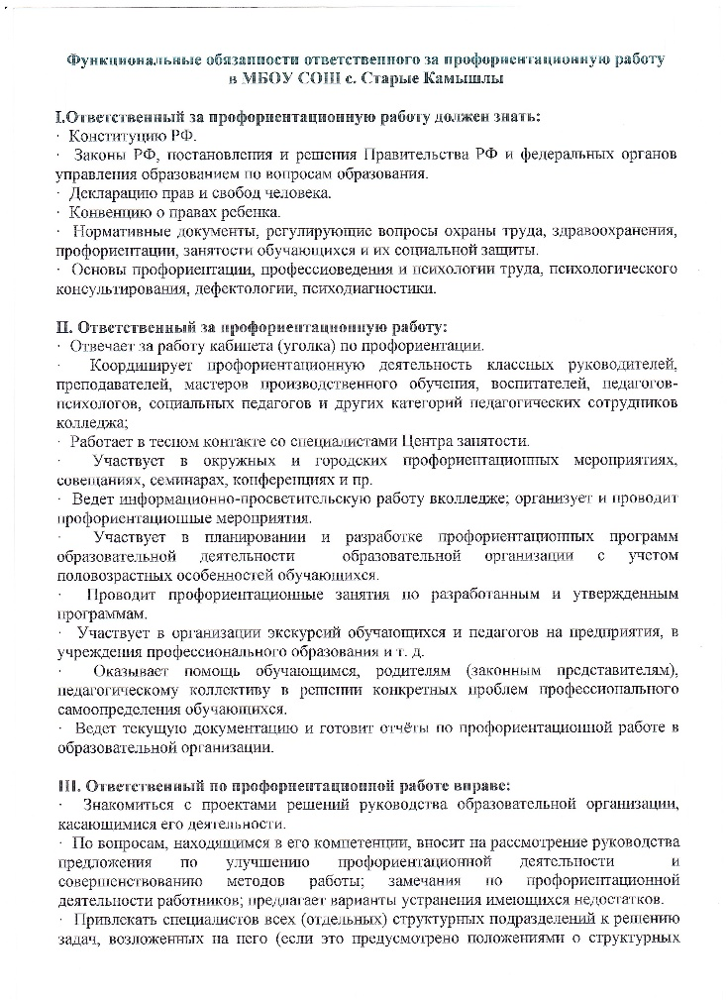 Функциональные обязанности ответственного за профориентационную работу
в МБОУ СОШ с. Старые Камышлы
I.Ответственный за профориентационную работу должен знать:
· Конституцию РФ.
· Законы РФ, постановления и решения Правительства РФ и федеральных органов
управления образованием по вопросам образования.
· Декларацию прав и свобод человека.
· Конвенцию о правах ребенка.
· Нормативные документы, регулирующие вопросы охраны труда, здравоохранения,
профориентации, занятости обучающихся и их социальной защиты.
· Основы профориентации, профессиоведения и психологии труда, психологического
консультирования, дефектологии, психодиагностики.
II. Ответственный за профориентационную работу:
· Отвечает за работу кабинета (уголка) по профориентации.
· Координирует профориентационную деятельность классных руководителей,
преподавателей, мастеров производственного обучения, воспитателей, педагогов-
психологов, социальных педагогов и других категорий педагогических сотрудников
колледжа;
· Работает в тесном контакте со специалистами Центра занятости.
· Участвует в окружных и городских профориентационных мероприятиях,
совещаниях, семинарах, конференциях и пр.
· Ведет информационно-просветительскую работу вколледже; организует и проводит
профориентационные мероприятия.
· Участвует в планировании и разработке профориентационных программ
образовательной деятельности образовательной организации с учетом
половозрастных особенностей обучающихся.
· Проводит профориентационные занятия по разработанным и утвержденным
программам.
· Участвует в организации экскурсий обучающихся и педагогов на предприятия, в
учреждения профессионального образования и т. д.
· Оказывает помощь обучающимся, родителям (законным представителям),
педагогическому коллективу в решении конкретных проблем профессионального
самоопределения обучающихся.
· Ведет текущую документацию и готовит отчёты по профориентационной работе в
образовательной организации.
III. Ответственный по профориентационной работе вправе:
· Знакомиться с проектами решений руководства образовательной организации,
касающимися его деятельности.
· По вопросам, находящимся в его компетенции, вносит на рассмотрение руководства
предложения по улучшению профориентационной деятельности и
совершенствованию методов работы; замечания по профориентационной
деятельности работников; предлагает варианты устранения имеющихся недостатков.
· Привлекать специалистов всех (отдельных) структурных подразделений к решению
задач, возложенных на него (если это предусмотрено положениями о структурных